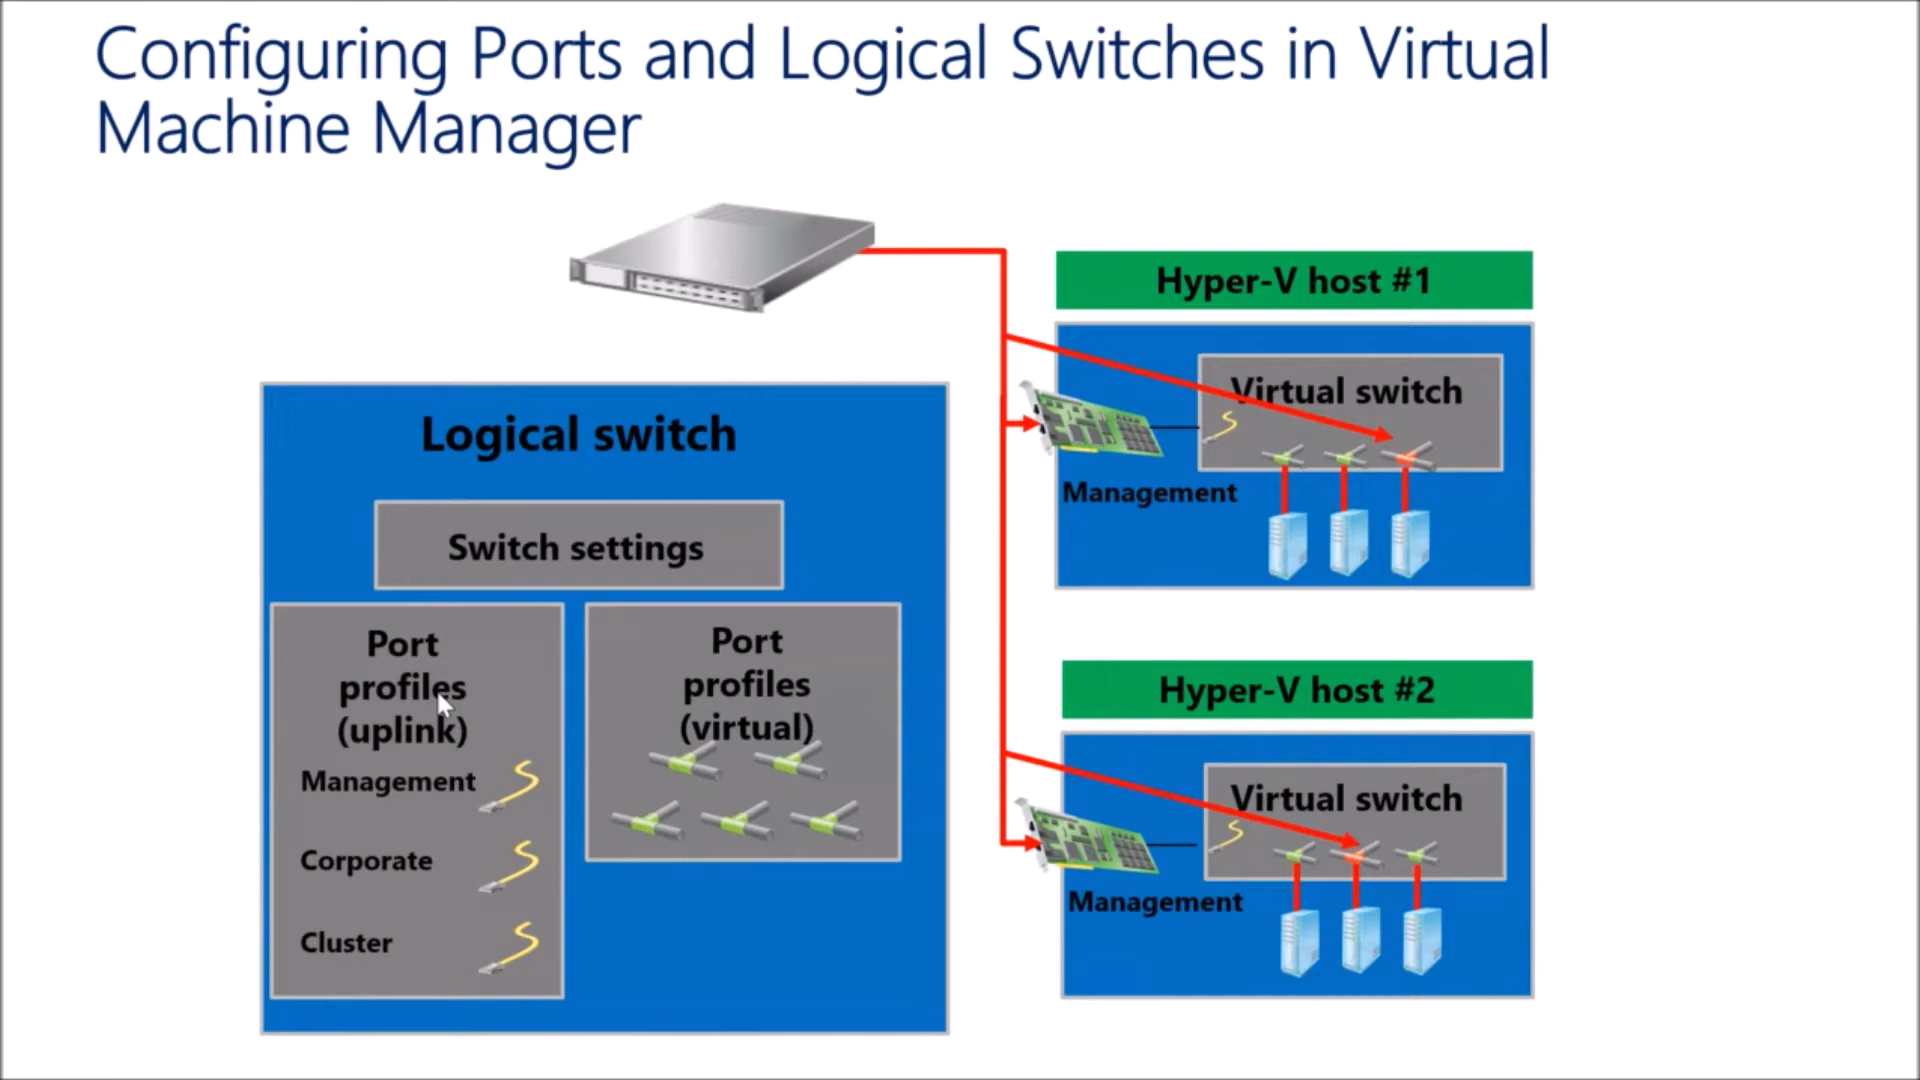 Configuring Ports and Logical Switches in Virtual
Machine Manager
Hyper-V host #1
Virtual switch
Management
Logical switch
Switch settings
Port
profiles
(uplink)
Management
Corporate
Cluster
Port
profiles
(virtual)
Hyper-V host #2
Virtual switch
Management